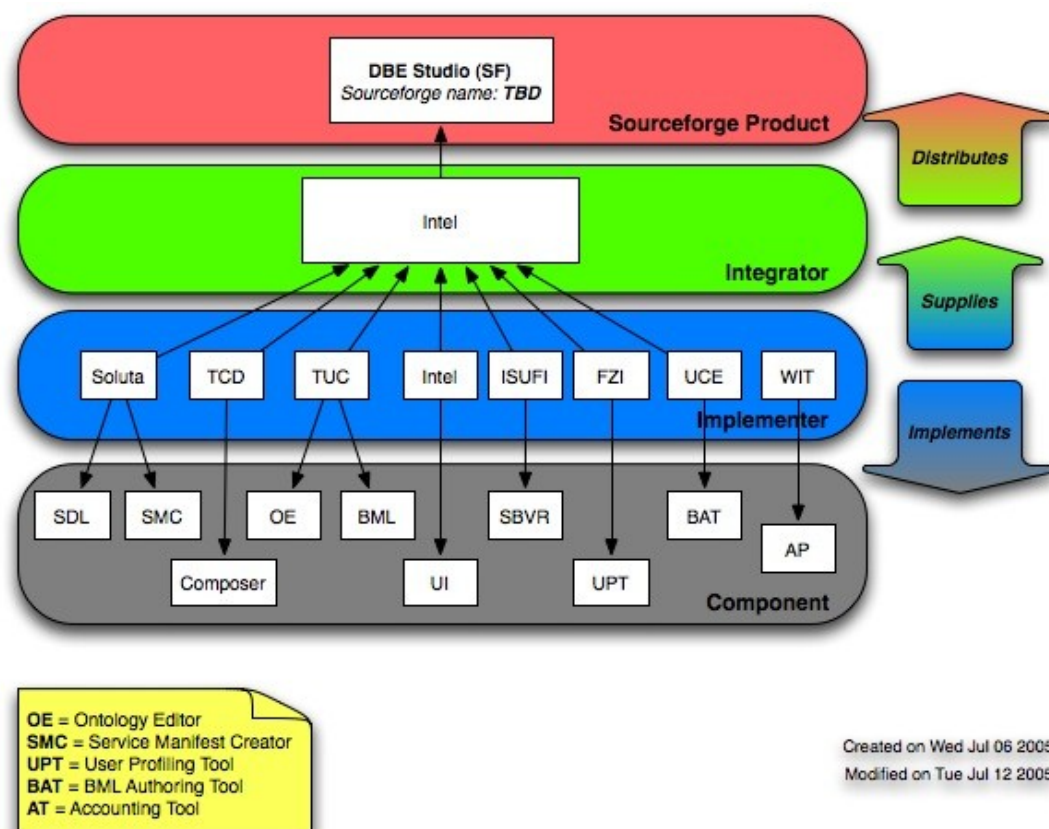 DBE Studio (SF)
Sourceforge name: TBD
Sourceforge Product
Distributes
Intel
Integrator
Supplies
Soluta
TCD
TUC
Intel
ISUFI
FZI
UCE
WIT
Implementer
Implements
SDL
SMC
OE
BML
SBVR
BAT
AP
Composer
UI
UPT
Component
OE = Ontology Editor
SMC = Service Manifest Creator
UPT = User Profiling Tool
BAT = BML Authoring Tool
AT = Accounting Tool
Created on Wed Jul 06 2005
Modified on Tue Jul 12 2005